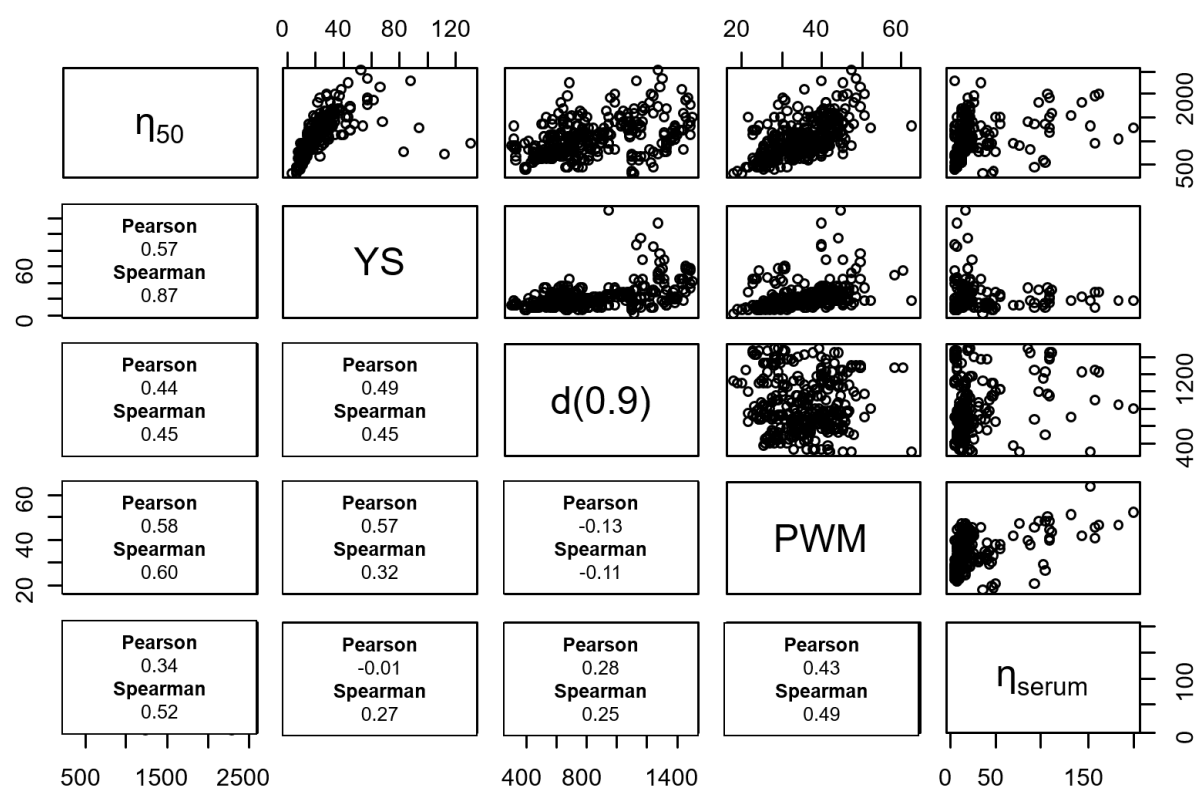 0 40 80 120 20 40 60
η50
500 2000
0 60
Pearson
0.57
Spearman
0.87
YS
Pearson
0.44
Spearman
0.45
Pearson
0.49
Spearman
0.45
d(0.9)
400 1200
20 40 60
Pearson
0.58
Spearman
0.60
Pearson
0.57
Spearman
0.32
Pearson
-0.13
Spearman
-0.11
PWM
Pearson
0.34
Spearman
0.52
Pearson
-0.01
Spearman
0.27
Pearson
0.28
Spearman
0.25
Pearson
0.43
Spearman
0.49
ηserum
0 100
500 1500 2500 400 800 1400 0 50 150